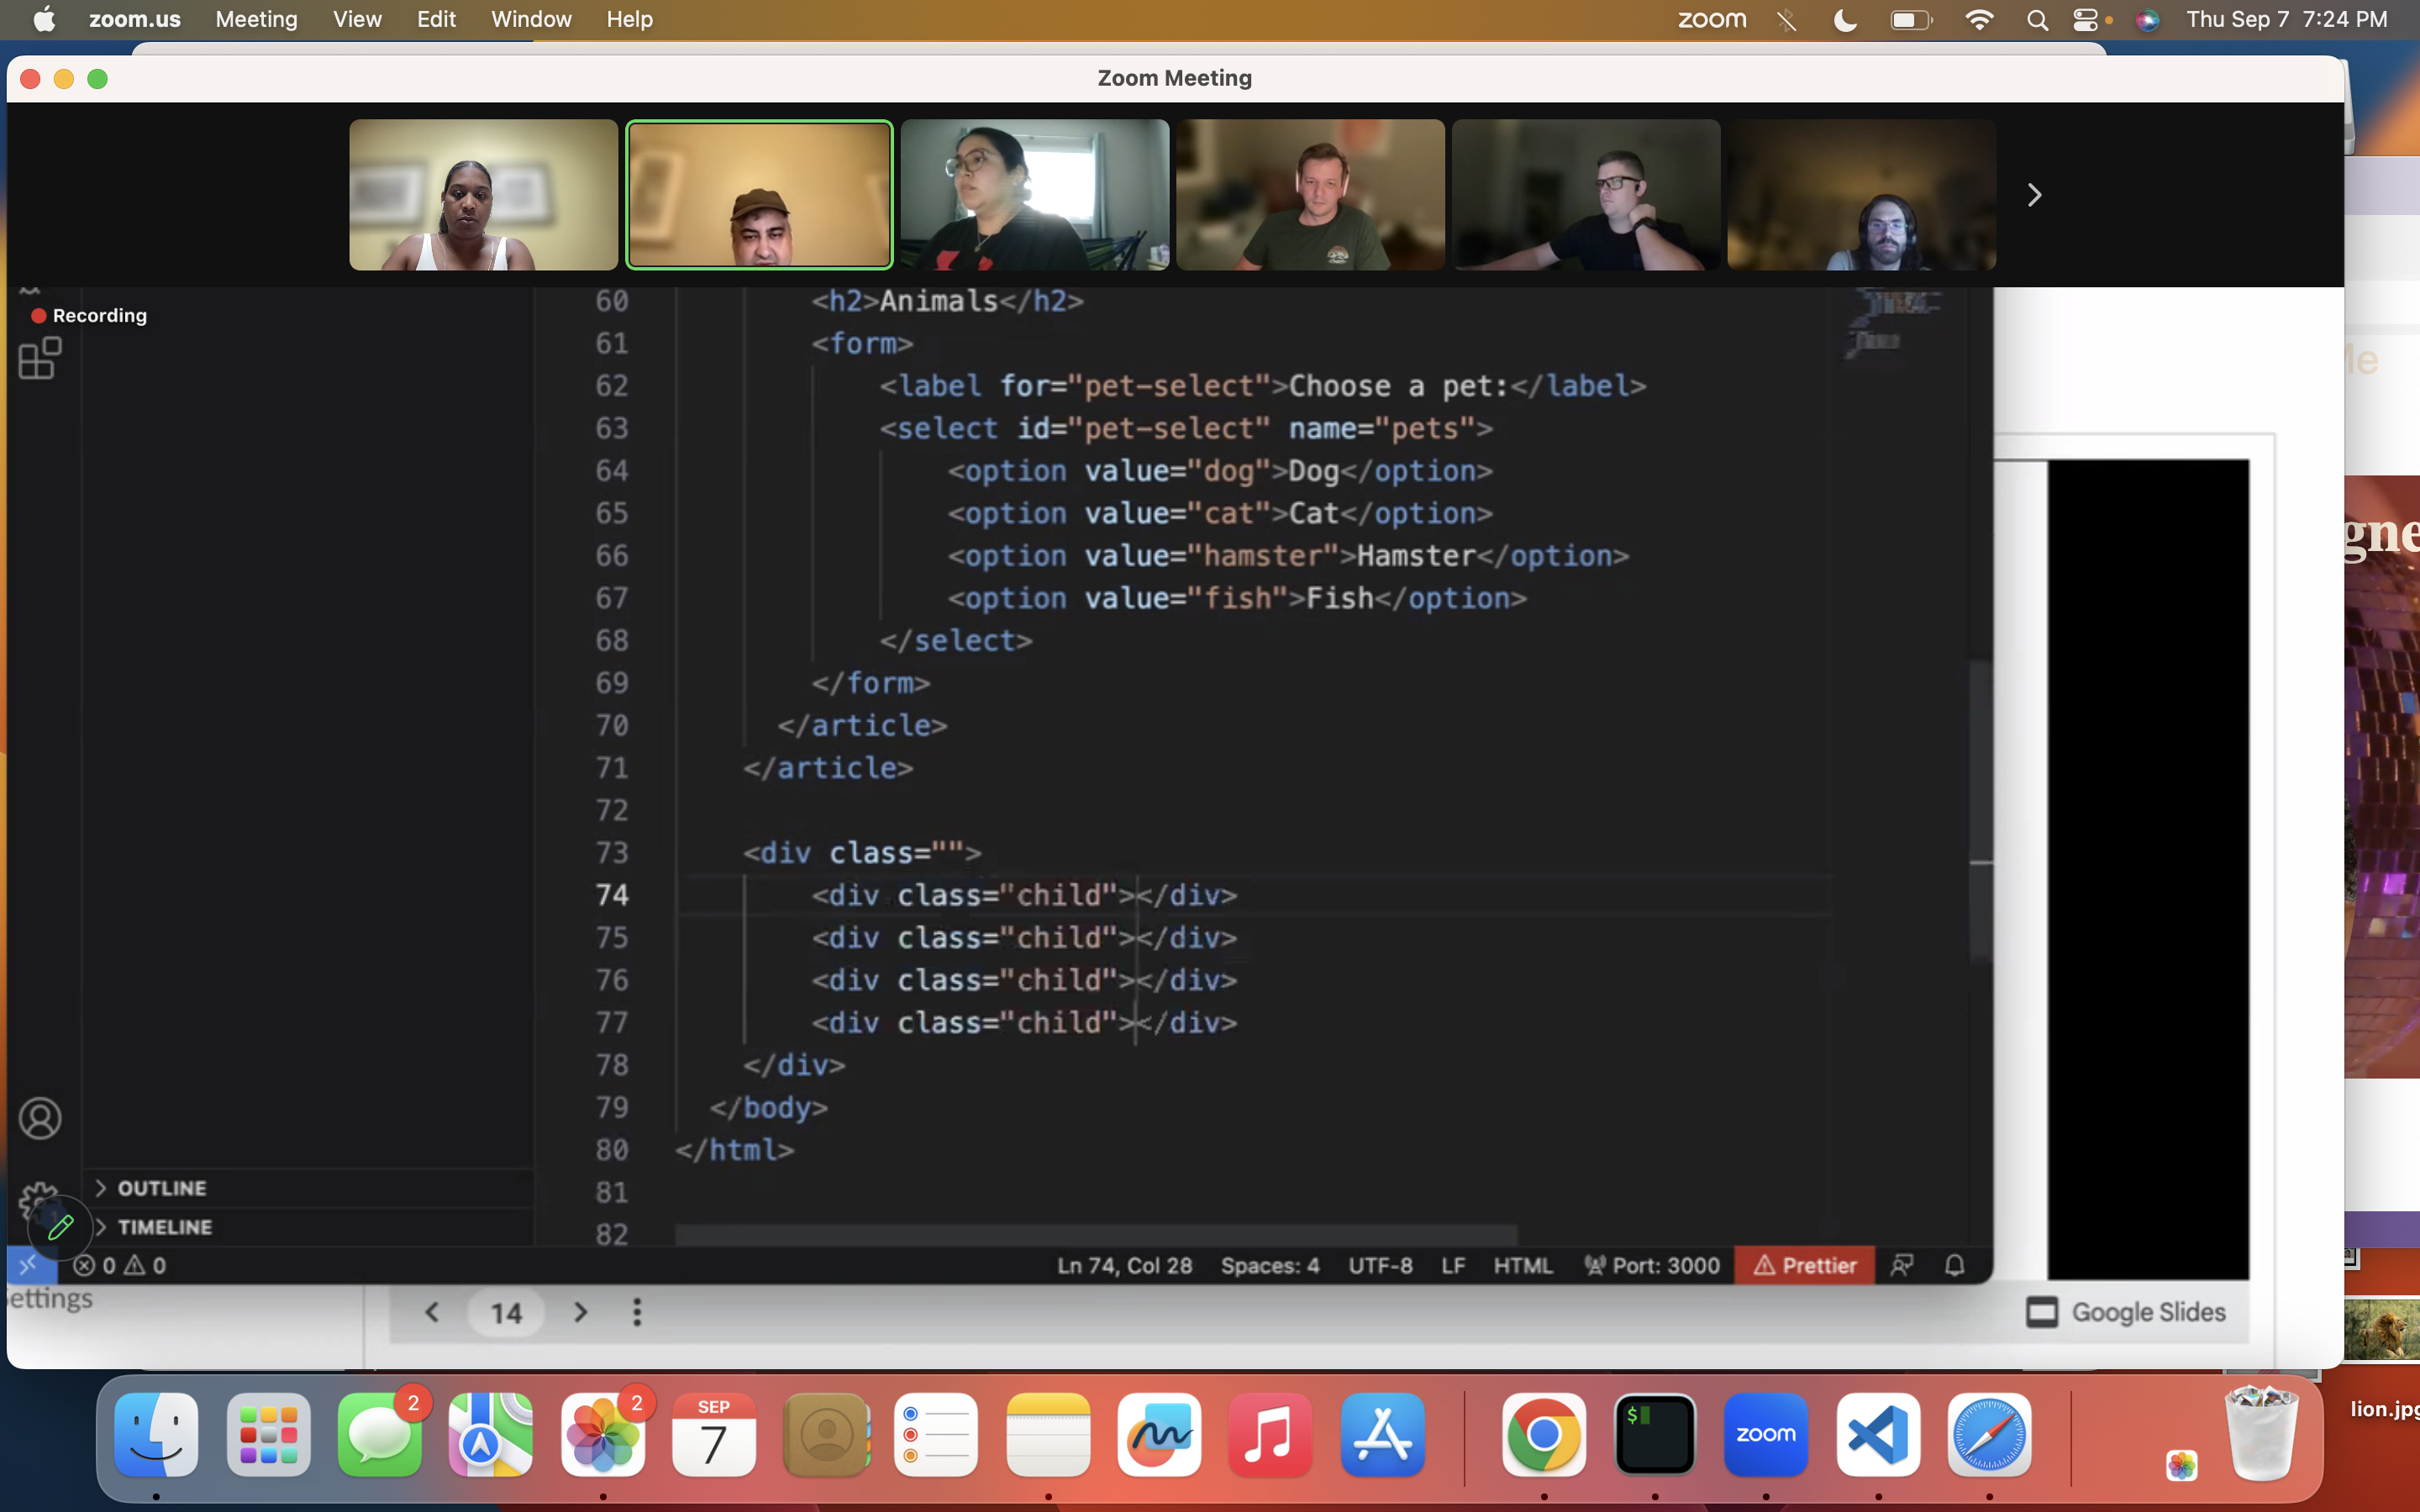 zoom.us Meeting View Edit Window Help zoom Thu Sep 7 7:24 PM
Zoom Meeting
Recording
60 <h2>Animals</h2>
61 <form>
62 <label for="pet-select">Choose a pet:</label>
63 <select id="pet-select" name="pets">
64 <option value="dog">Dog</option>
65 <option value="cat">Cat</option>
66 <option value="hamster">Hamster</option>
67 <option value="fish">Fish</option>
68 </select>
69 </form>
70 </article>
71 </article>
72
73 <div class="">
74 <div class="child"></div>
75 <div class="child"></div>
76 <div class="child"></div>
77 <div class="child"></div>
78 </div>
79 </body>
80 </html>
81
82
OUTLINE
TIMELINE
0 0 Ln 74, Col 28 Spaces: 4 UTF-8 LF HTML Port: 3000 Prettier
ettings
14 Google Slides
gne
2
2
SEP
7
$
zoom
lion.jpg